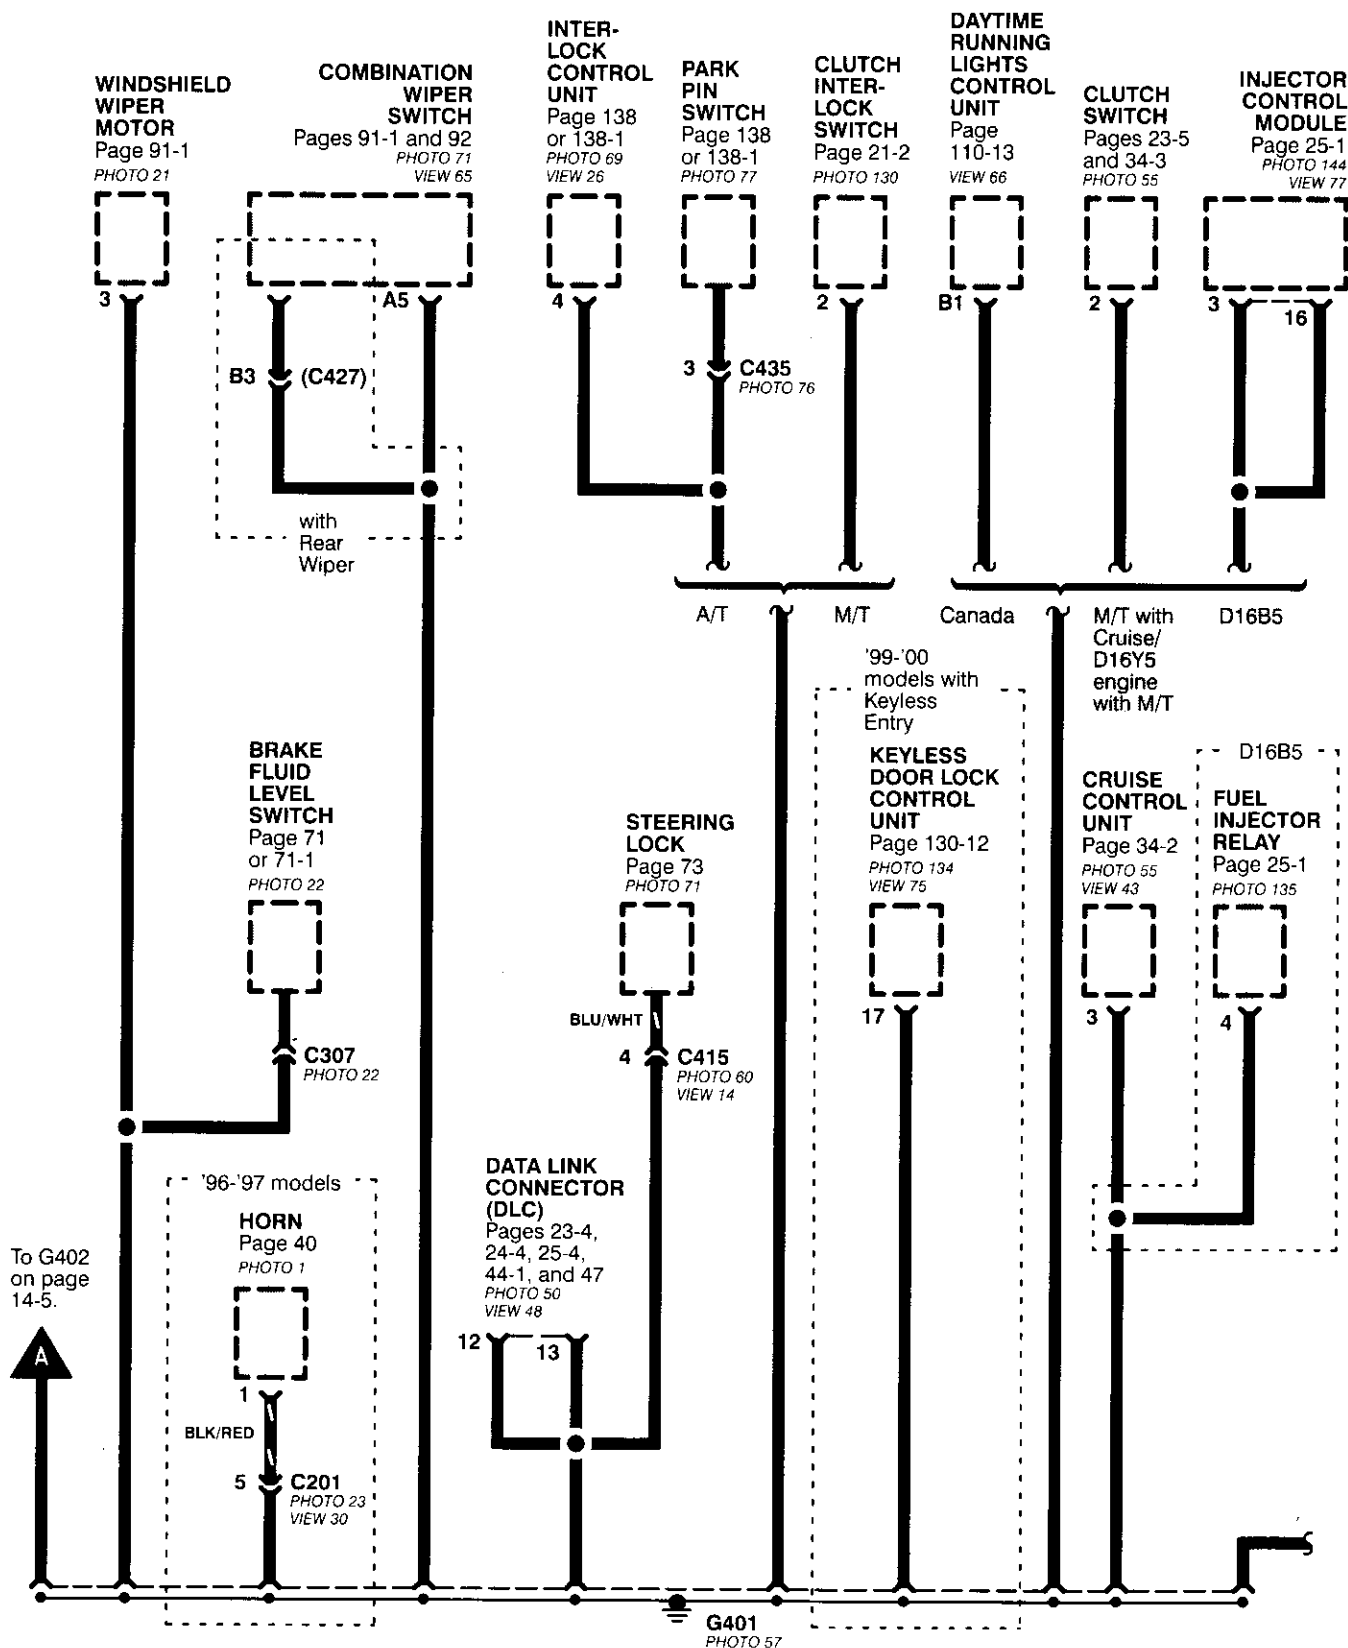 WINDSHIELD
WIPER
MOTOR
Page 91-1
PHOTO 21
COMBINATION
WIPER
SWITCH
Pages 91-1 and 92
PHOTO 71
VIEW 65
INTER-
LOCK
CONTROL
UNIT
Page 138
or 138-1
PHOTO 69
VIEW 26
PARK
PIN
SWITCH
Page 138
or 138-1
PHOTO 77
CLUTCH
INTER-
LOCK
SWITCH
Page 21-2
PHOTO 130
DAYTIME
RUNNING
LIGHTS
CONTROL
UNIT
Page
110-13
VIEW 66
CLUTCH
SWITCH
Pages 23-5
and 34-3
PHOTO 55
INJECTOR
CONTROL
MODULE
Page 25-1
PHOTO 144
VIEW 77
3
A5
4
2
B1
2
3
16
B3
(C427)
3
C435
PHOTO 76
with
Rear
Wiper
A/T
M/T
Canada
M/T with
Cruise/
D16Y5
engine
with M/T
D16B5
'99-'00
models with
Keyless
Entry
BRAKE
FLUID
LEVEL
SWITCH
Page 71
or 71-1
PHOTO 22
STEERING
LOCK
Page 73
PHOTO 71
KEYLESS
DOOR LOCK
CONTROL
UNIT
Page 130-12
PHOTO 134
VIEW 75
CRUISE
CONTROL
UNIT
Page 34-2
PHOTO 55
VIEW 43
D16B5
FUEL
INJECTOR
RELAY
Page 25-1
PHOTO 135
BLU/WHT
17
3
4
C307
PHOTO 22
4
C415
PHOTO 60
VIEW 14
'96-'97 models
HORN
Page 40
PHOTO 1
DATA LINK
CONNECTOR
(DLC)
Pages 23-4,
24-4, 25-4,
44-1, and 47
PHOTO 50
VIEW 48
To G402
on page
14-5.
A
12
13
1
BLK/RED
5
C201
PHOTO 23
VIEW 30
G401
PHOTO 57